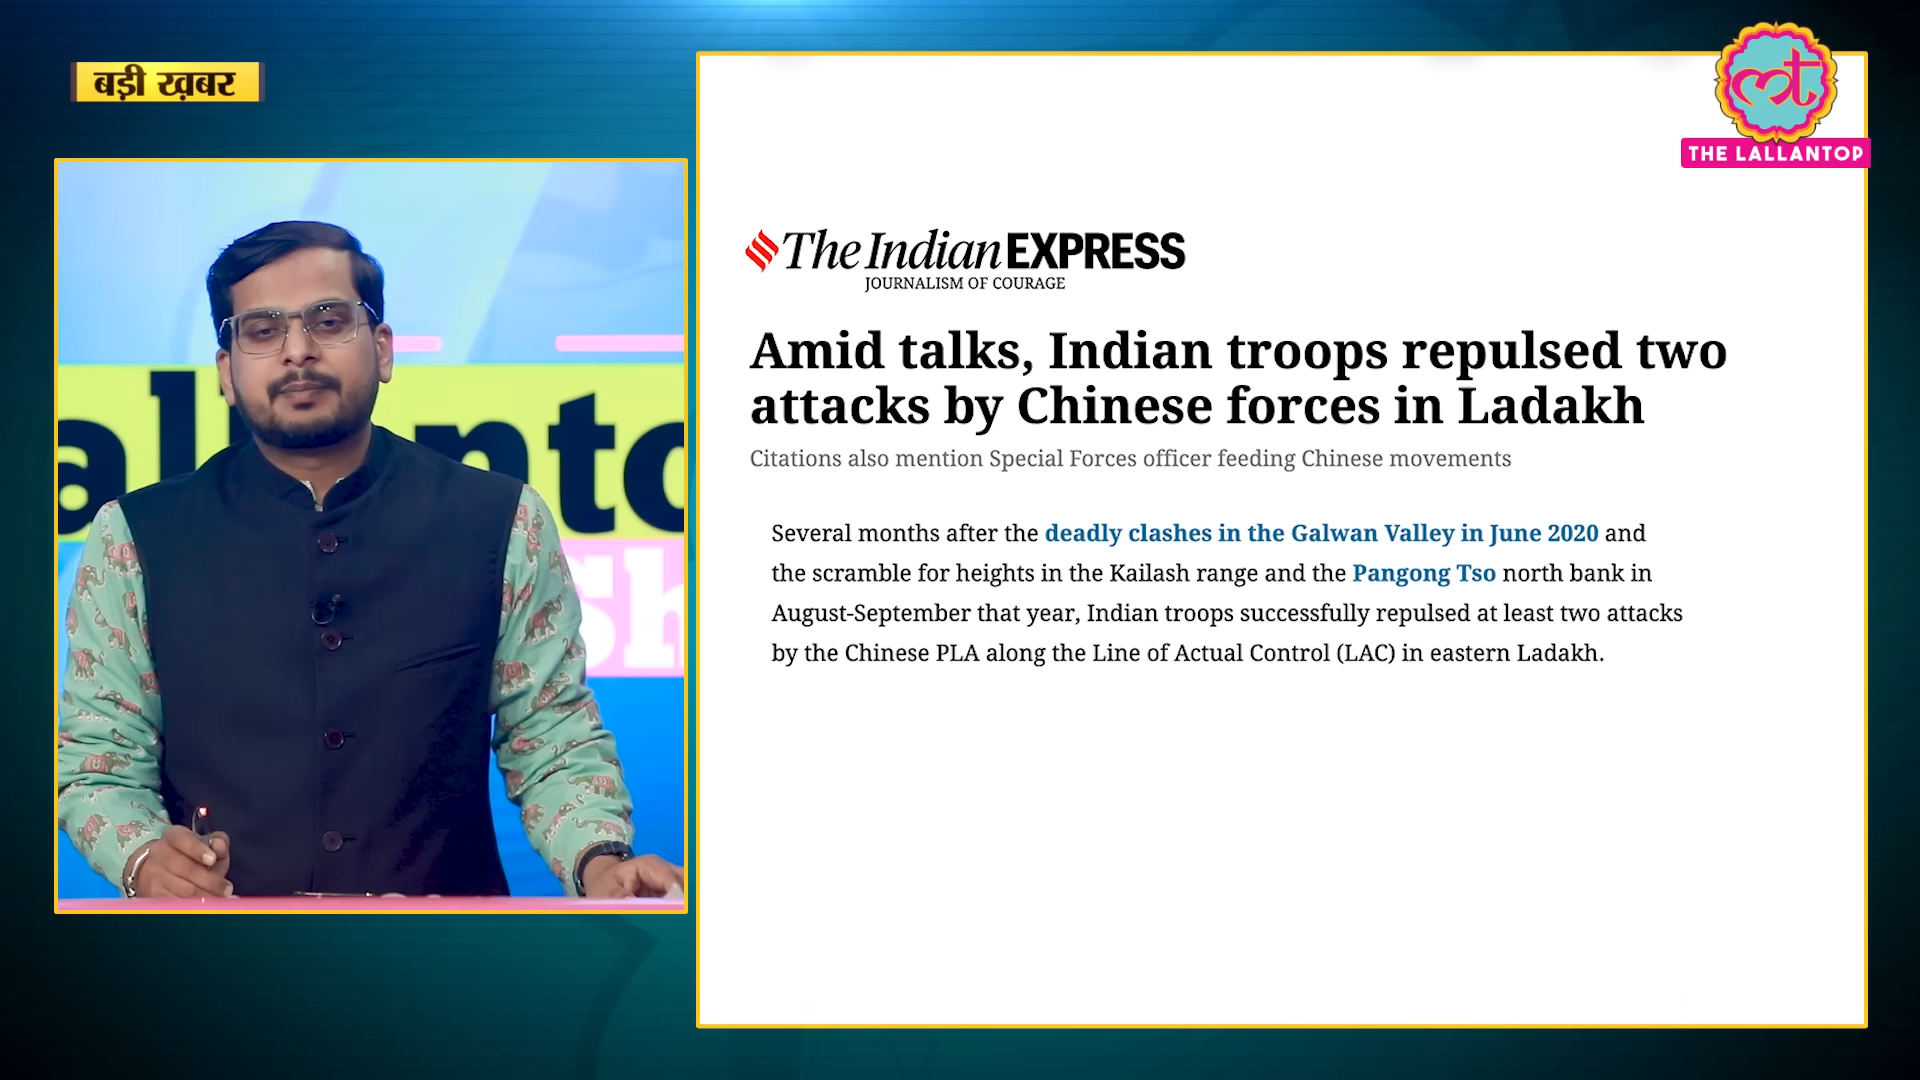 बड़ी ख़बर
THE LALLANTOP
The Indian EXPRESS
JOURNALISM OF COURAGE
Amid talks, Indian troops repulsed two
attacks by Chinese forces in Ladakh
Citations also mention Special Forces officer feeding Chinese movements
Several months after the deadly clashes in the Galwan Valley in June 2020 and
the scramble for heights in the Kailash range and the Pangong Tso north bank in
August-September that year, Indian troops successfully repulsed at least two attacks
by the Chinese PLA along the Line of Actual Control (LAC) in eastern Ladakh.